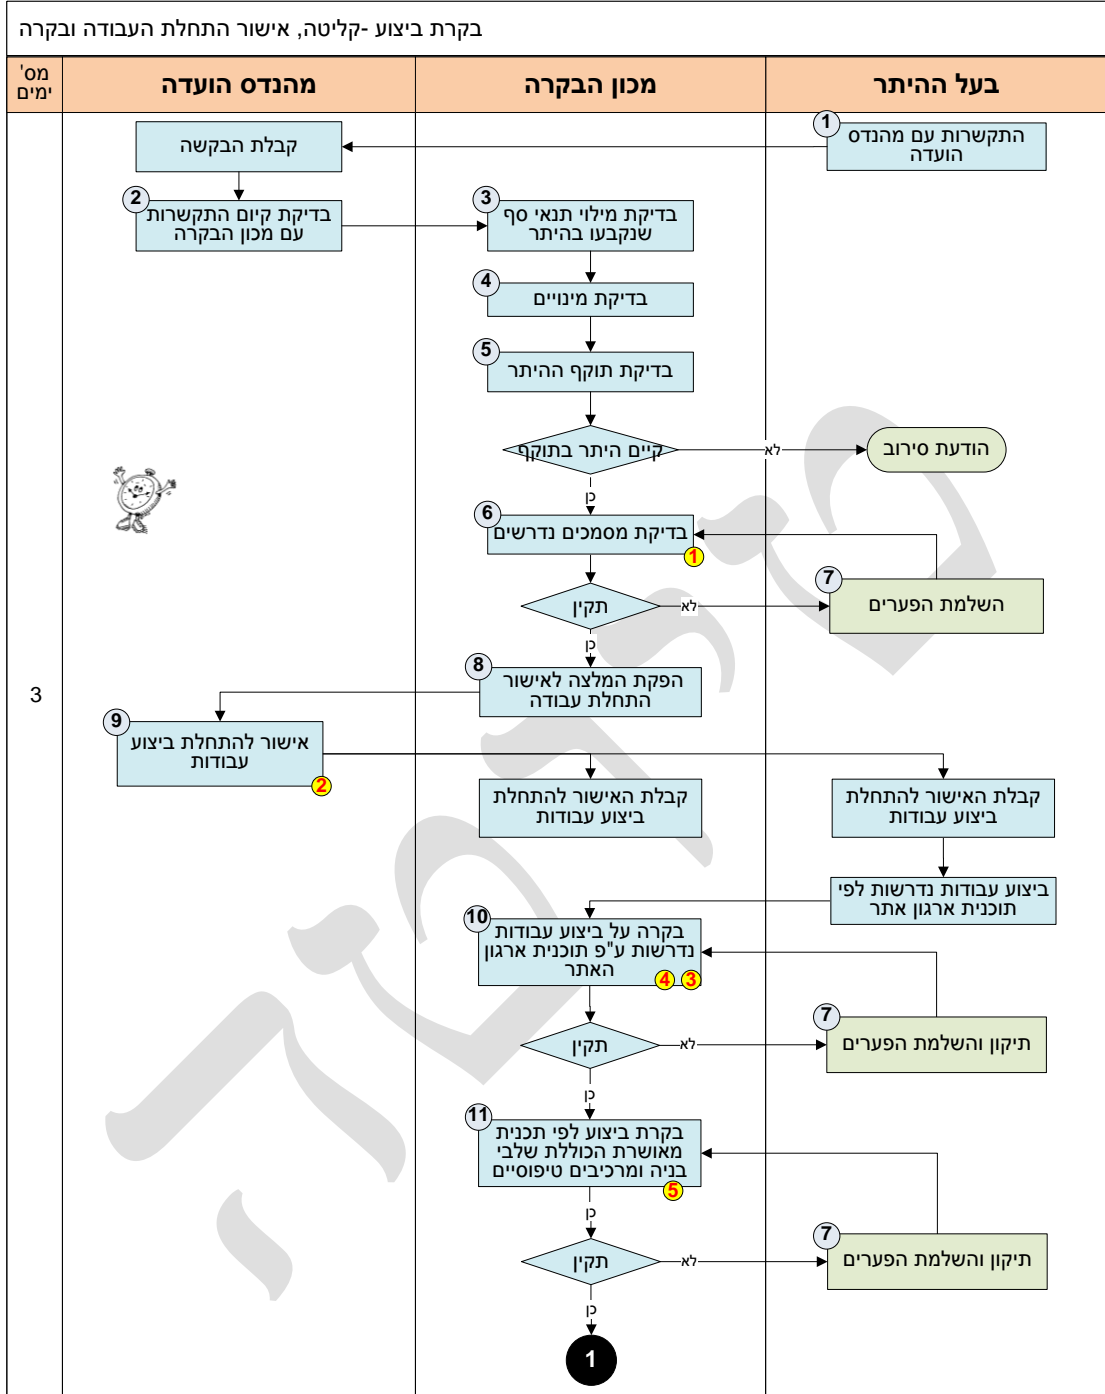 בקרת ביצוע -קליטה, אישור התחלת העבודה ובקרה
בעל ההיתר
מכון הבקרה
מהנדס הועדה
מס'
ימים
1
התקשרות עם מהנדס
הועדה
קבלת הבקשה
2
בדיקת קיום התקשרות
עם מכון הבקרה
3
בדיקת מילוי תנאי סף
שנקבעו בהיתר
4
בדיקת מינויים
5
בדיקת תוקף ההיתר
קיים היתר בתוקף
לא
הודעת סירוב
כן
6
בדיקת מסמכים נדרשים
1
תקין
לא
7
השלמת הפערים
כן
8
הפקת המלצה לאישור
התחלת עבודה
3
9
אישור להתחלת ביצוע
עבודות
2
קבלת האישור להתחלת
ביצוע עבודות
קבלת האישור להתחלת
ביצוע עבודות
ביצוע עבודות נדרשות לפי
תוכנית ארגון אתר
10
בקרה על ביצוע עבודות
נדרשות ע"פ תוכנית ארגון
האתר
3
4
תקין
לא
7
תיקון והשלמת הפערים
כן
11
בקרת ביצוע לפי תכנית
מאושרת הכוללת שלבי
בניה ומרכיבים טיפוסיים
5
כן
תקין
לא
7
תיקון והשלמת הפערים
כן
1